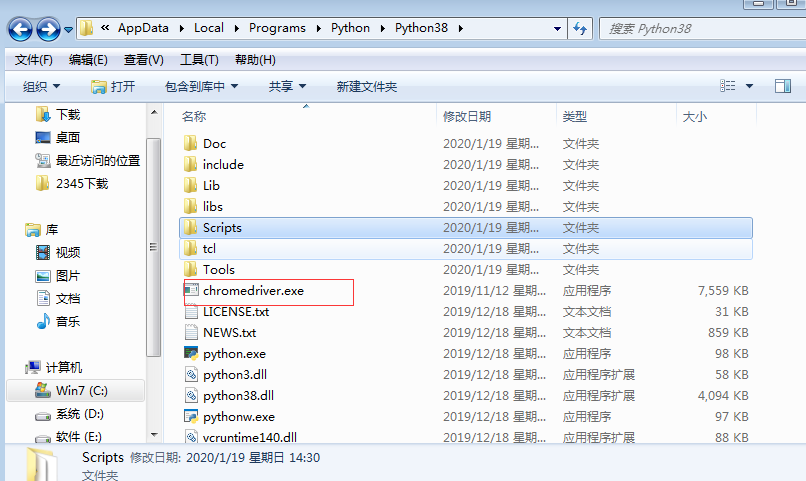 « AppData ▸ Local ▸ Programs ▸ Python ▸ Python38 ▸ 搜索 Python38
文件(F) 编辑(E) 查看(V) 工具(T) 帮助(H)
组织 打开 包含到库中 共享 新建文件夹
下载
桌面
最近访问的位置
2345下载
库
视频
图片
文档
音乐
计算机
Win7 (C:)
系统 (D:)
软件 (E:)
名称 修改日期 类型 大小
Doc 2020/1/19 星期... 文件夹
include 2020/1/19 星期... 文件夹
Lib 2020/1/19 星期... 文件夹
libs 2020/1/19 星期... 文件夹
Scripts 2020/1/19 星期... 文件夹
tcl 2020/1/19 星期... 文件夹
Tools 2020/1/19 星期... 文件夹
chromedriver.exe 2019/11/12 星期... 应用程序 7,559 KB
LICENSE.txt 2019/12/18 星期... 文本文档 31 KB
NEWS.txt 2019/12/18 星期... 文本文档 859 KB
python.exe 2019/12/18 星期... 应用程序 98 KB
python3.dll 2019/12/18 星期... 应用程序扩展 58 KB
python38.dll 2019/12/18 星期... 应用程序扩展 4,094 KB
pythonw.exe 2019/12/18 星期... 应用程序 97 KB
vcruntime140.dll 2019/12/18 星期... 应用程序扩展 88 KB
Scripts 修改日期: 2020/1/19 星期日 14:30
文件夹